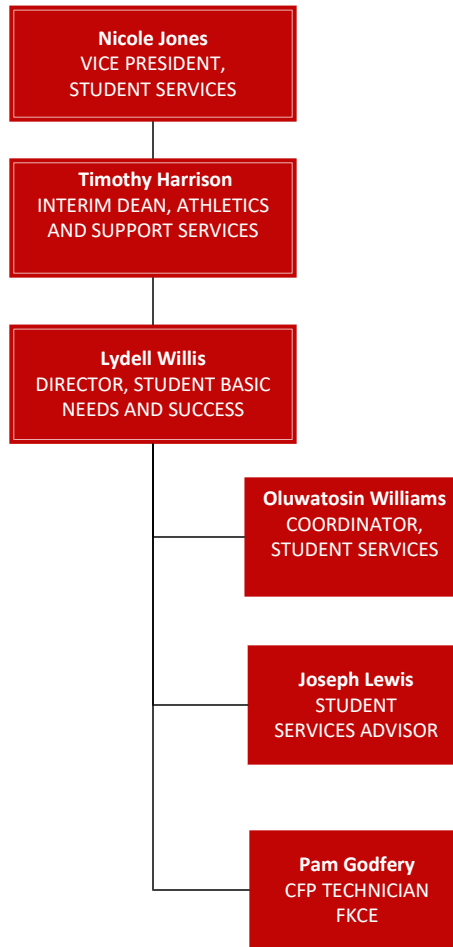 Nicole Jones
VICE PRESIDENT,
STUDENT SERVICES
Timothy Harrison
INTERIM DEAN, ATHLETICS
AND SUPPORT SERVICES
Lydell Willis
DIRECTOR, STUDENT BASIC
NEEDS AND SUCCESS
Oluwatosin Williams
COORDINATOR,
STUDENT SERVICES
Joseph Lewis
STUDENT
SERVICES ADVISOR
Pam Godfery
CFP TECHNICIAN
FKCE